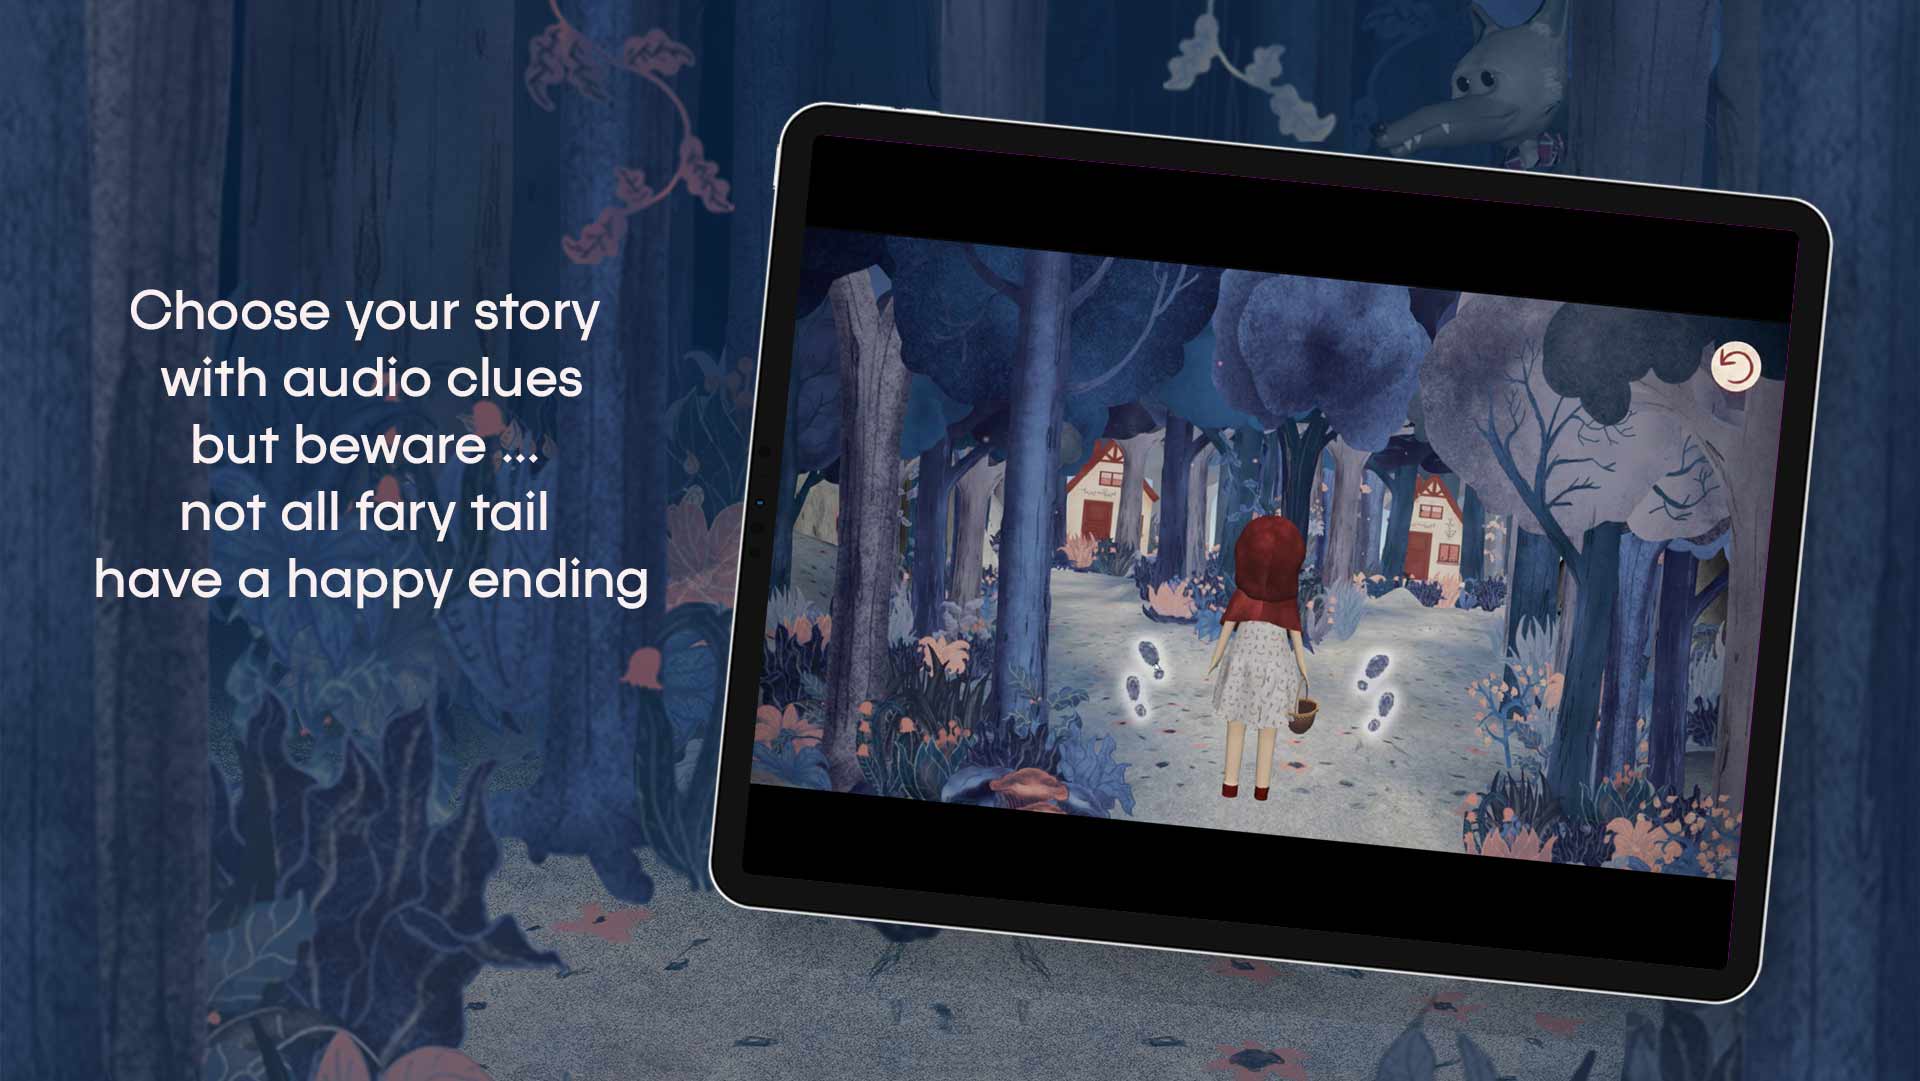 Choose your story
with audio clues
but beware ...
not all fary tail
have a happy ending